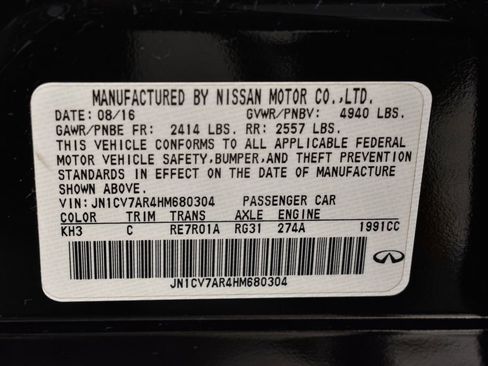 MANUFACTURED BY NISSAN MOTOR CO.,LTD.
DATE: 08/16 GVWR/PNBV: 4940 LBS.
GAWR/PNBE FR: 2414 LBS. RR: 2557 LBS.
THIS VEHICLE CONFORMS TO ALL APPLICABLE FEDERAL
MOTOR VEHICLE SAFETY,BUMPER,AND THEFT PREVENTION
STANDARDS IN EFFECT ON THE DATE OF MANUFACTURE
SHOWN ABOVE.
VIN: JN1CV7AR4HM680304 PASSENGER CAR
COLOR TRIM TRANS AXLE ENGINE
KH3 C RE7R01A RG31 274A 1991CC
JN1CV7AR4HM680304